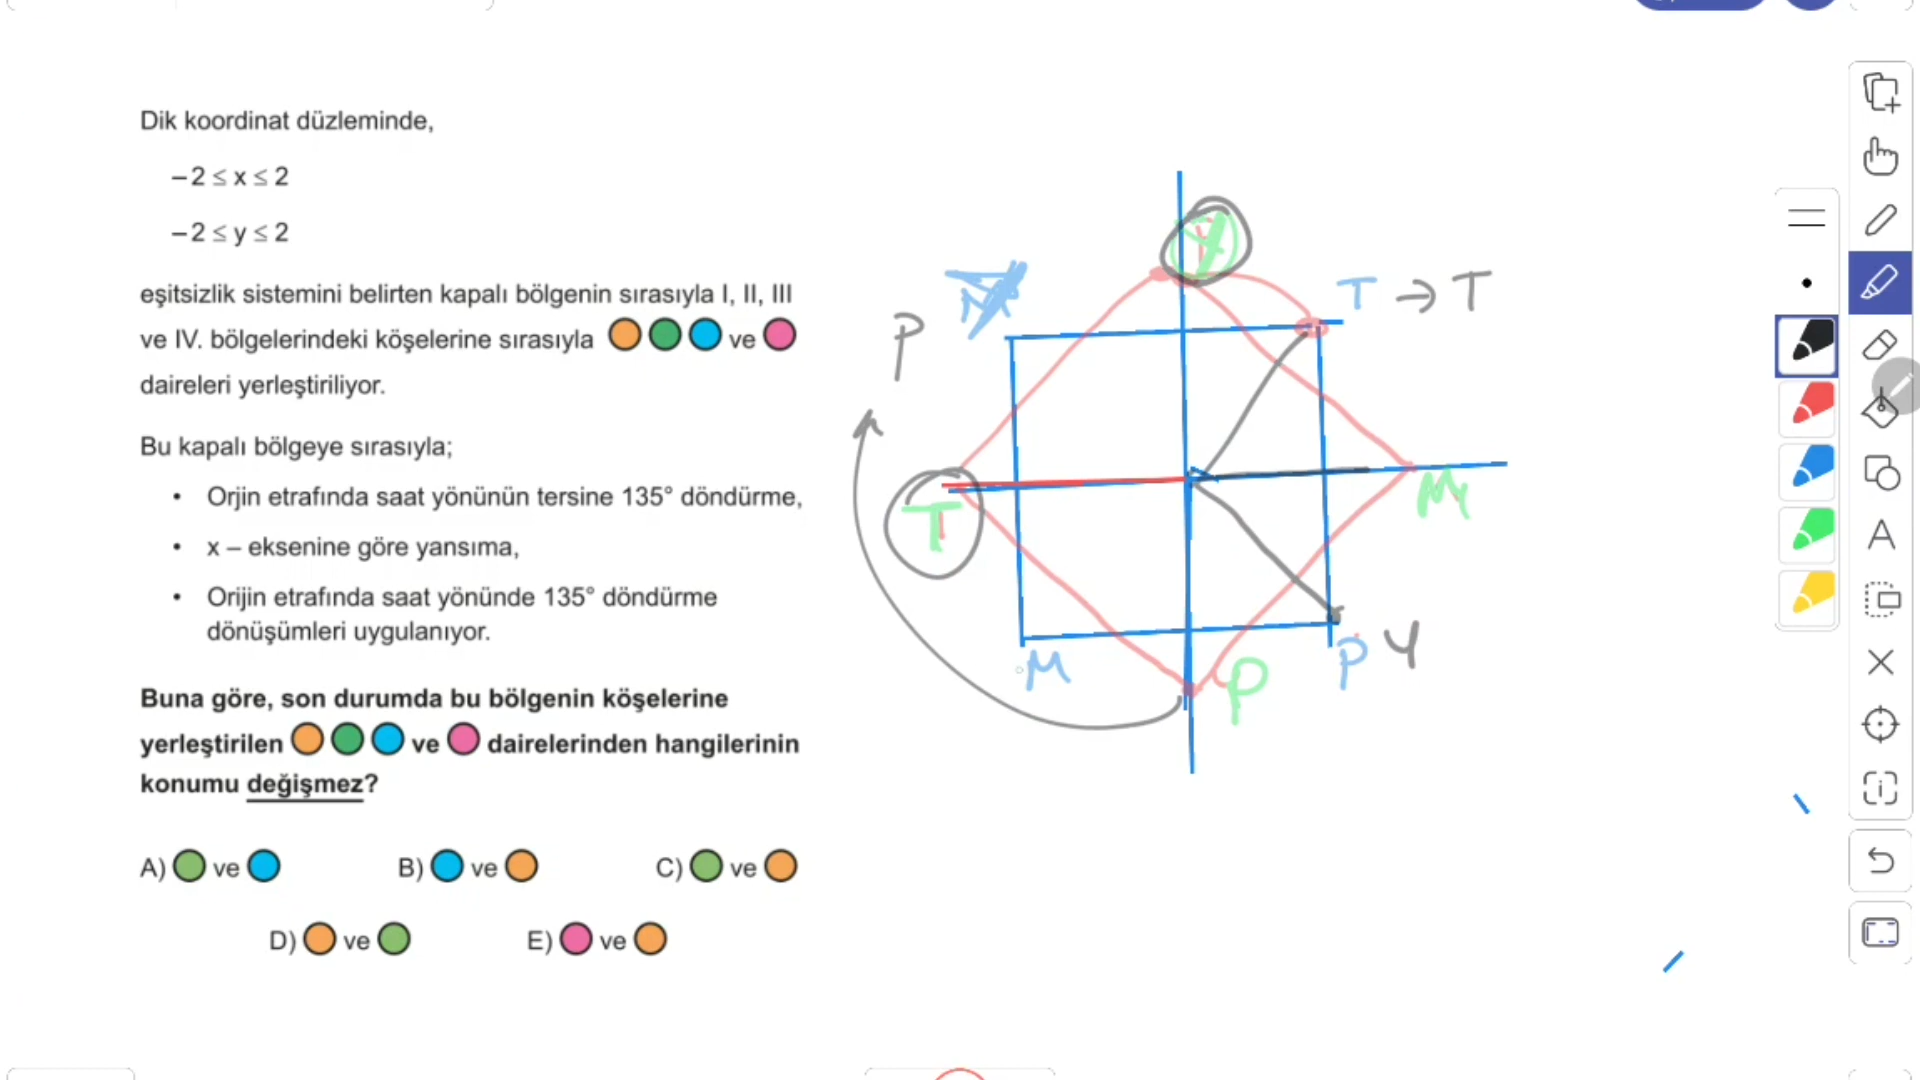 Dik koordinat düzleminde,
−2 ≤ x ≤ 2
−2 ≤ y ≤ 2
eşitsizlik sistemini belirten kapalı bölgenin sırasıyla I, II, III
ve IV. bölgelerindeki köşelerine sırasıyla ve
daireleri yerleştiriliyor.
Bu kapalı bölgeye sırasıyla;
• Orjin etrafında saat yönünün tersine 135° döndürme,
• x – eksenine göre yansıma,
• Orijin etrafında saat yönünde 135° döndürme
dönüşümleri uygulanıyor.
Buna göre, son durumda bu bölgenin köşelerine
yerleştirilen ve dairelerinden hangilerinin
konumu değişmez?
A) ve
B) ve
C) ve
D) ve
E) ve
T → T
P
T
M
M
P
P Y
A